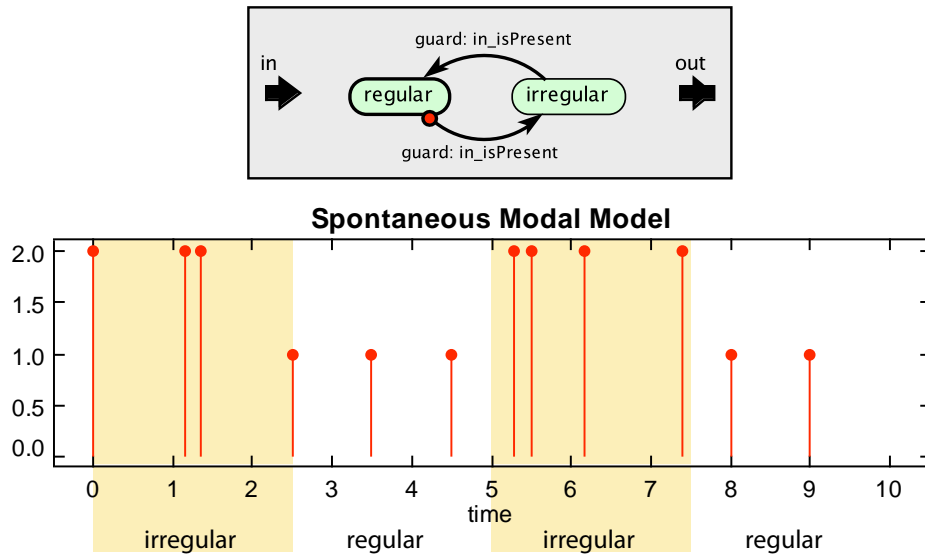 guard: in_isPresent
in
out
regular
irregular
guard: in_isPresent
Spontaneous Modal Model
2.0
1.5
1.0
0.5
0.0
0 1 2 3 4 5 6 7 8 9 10
time
irregular regular irregular regular